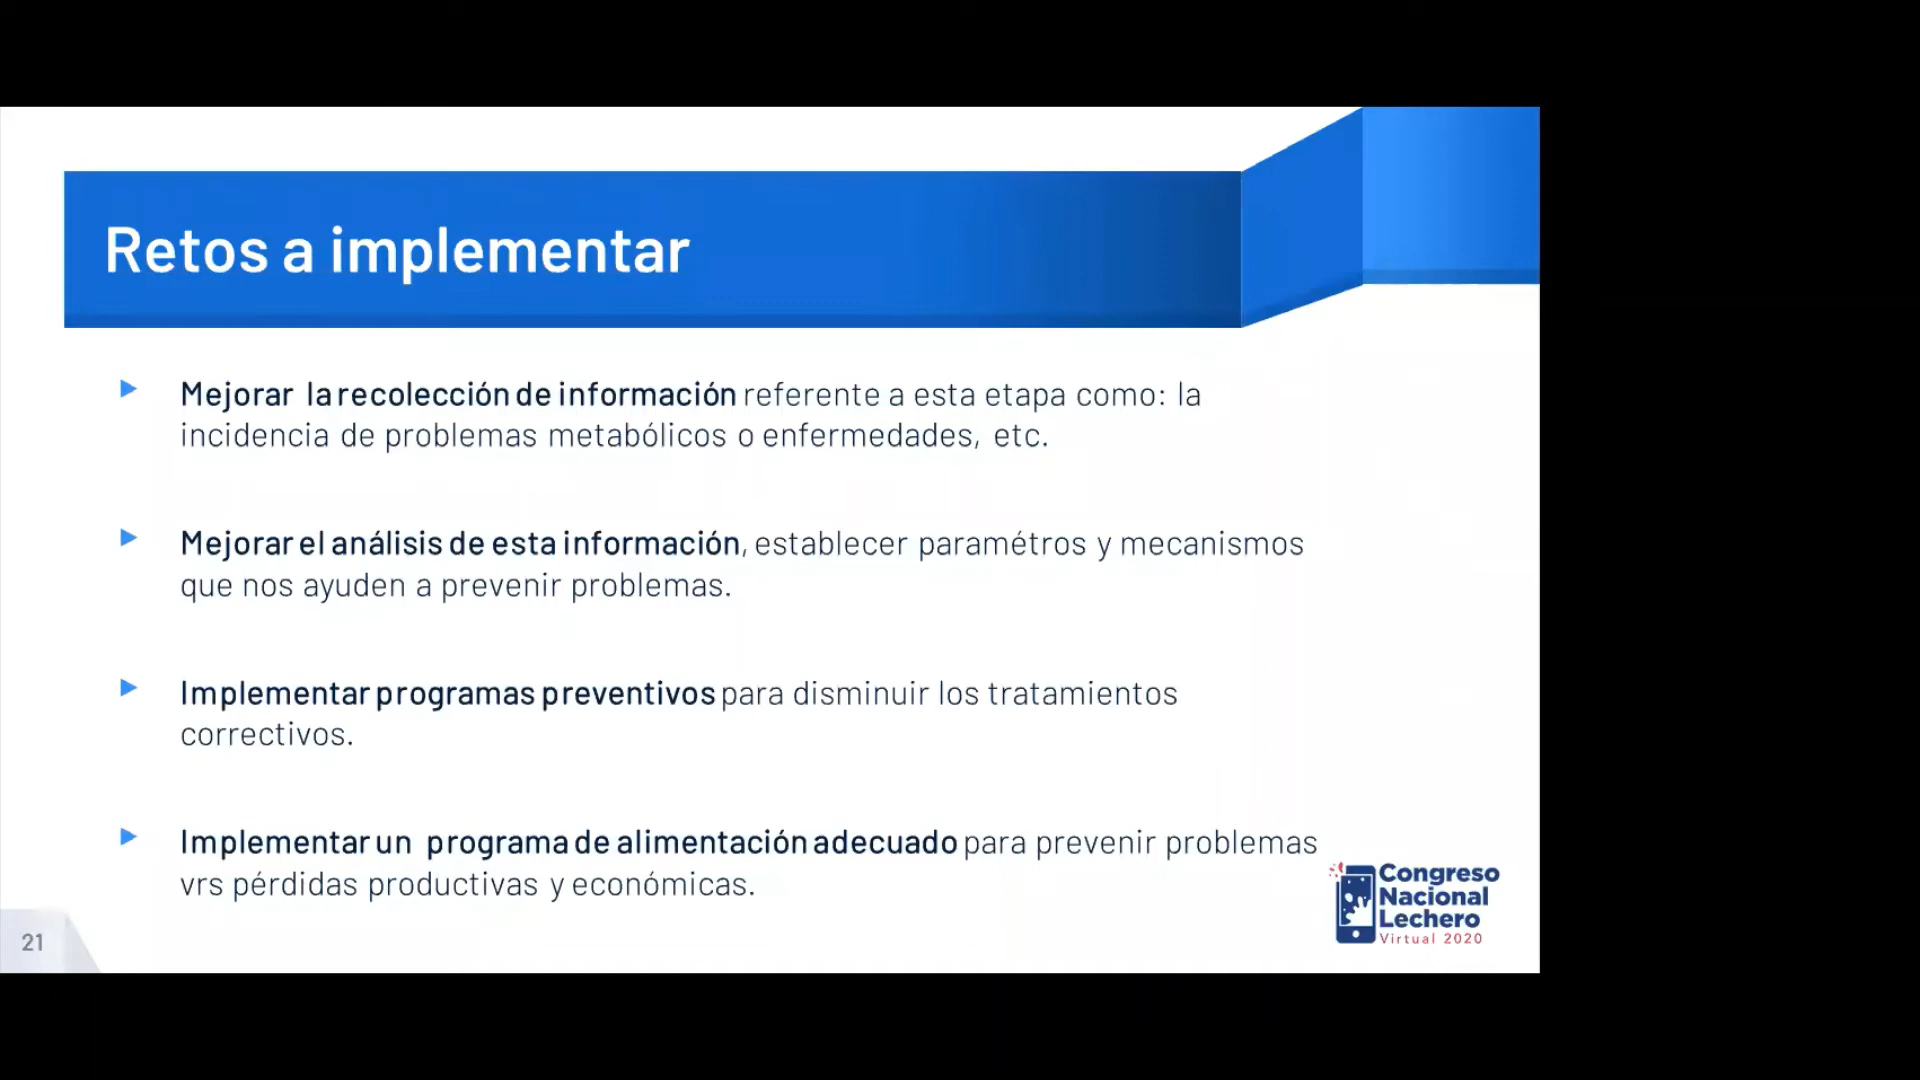 Retos a implementar
Mejorar la recolección de información referente a esta etapa como: la
incidencia de problemas metabólicos o enfermedades, etc.
Mejorar el análisis de esta información, establecer paramétros y mecanismos
que nos ayuden a prevenir problemas.
Implementar programas preventivos para disminuir los tratamientos
correctivos.
Implementar un programa de alimentación adecuado para prevenir problemas
vrs pérdidas productivas y económicas.
Congreso
Nacional
Lechero
Virtual 2020
21